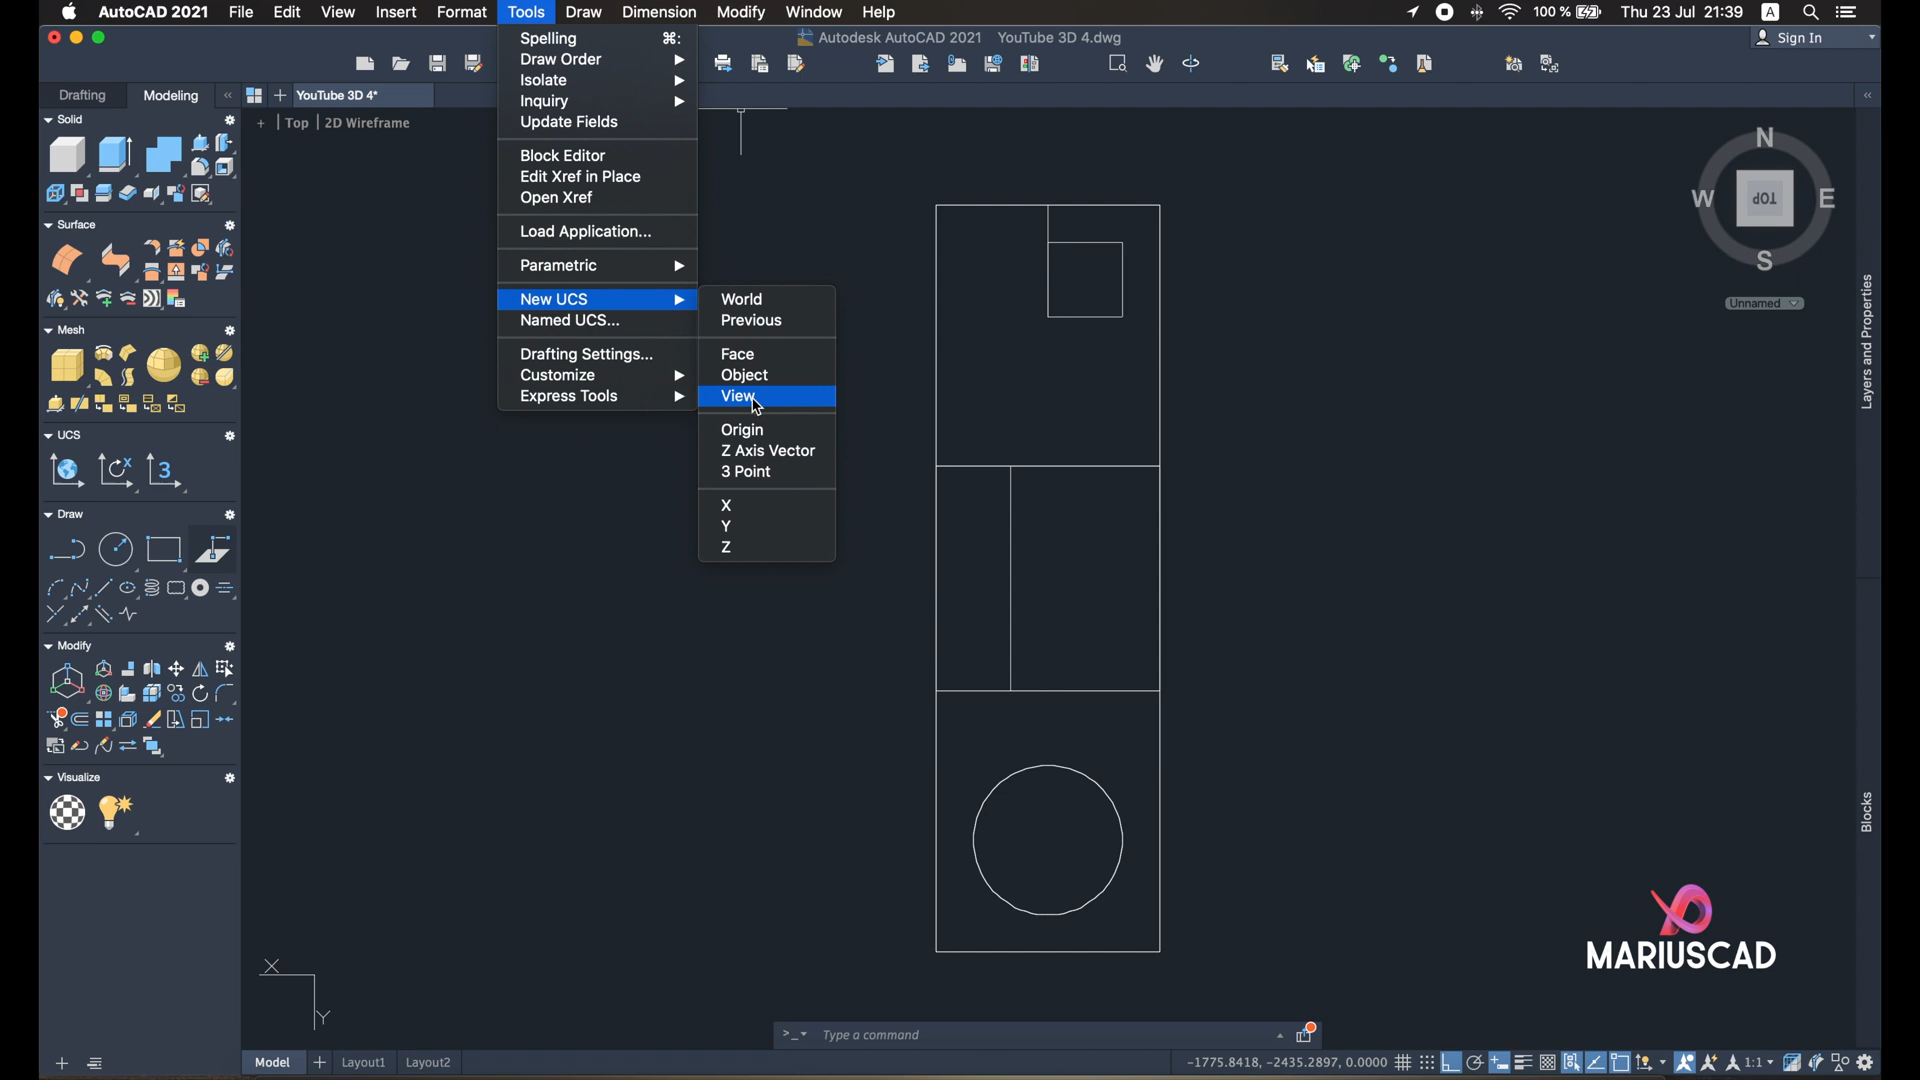 AutoCAD 2021 File Edit View Insert Format Tools Draw Dimension Modify Window Help 100 % Thu 23 Jul 21:39 A
Autodesk AutoCAD 2021 YouTube 3D 4.dwg Sign In
Drafting Modeling « YouTube 3D 4* «
+ | Top | 2D Wireframe
Spelling ⌘:
Draw Order
Isolate
Inquiry
Update Fields
Block Editor
Edit Xref in Place
Open Xref
Load Application...
Parametric
New UCS
Named UCS...
Drafting Settings...
Customize
Express Tools
World
Previous
Face
Object
View
Origin
Z Axis Vector
3 Point
X
Y
Z
Solid
Surface
Mesh
UCS
X
3
Draw
Modify
Visualize
N
W TOP E
S
Unnamed
Layers and Properties
Blocks
MARIUSCAD
X
Y
>_ Type a command
Model + Layout1 Layout2 -1775.8418, -2435.2897, 0.0000 1:1